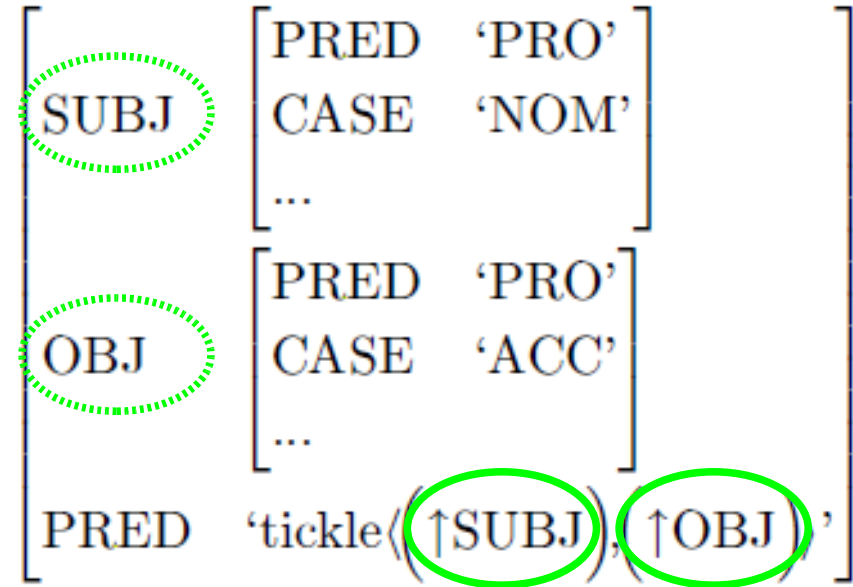 PRED ‘PRO’
SUBJ CASE ‘NOM’
...
PRED ‘PRO’
OBJ CASE ‘ACC’
...
PRED ‘tickle⟨(↑SUBJ),(↑OBJ)⟩’